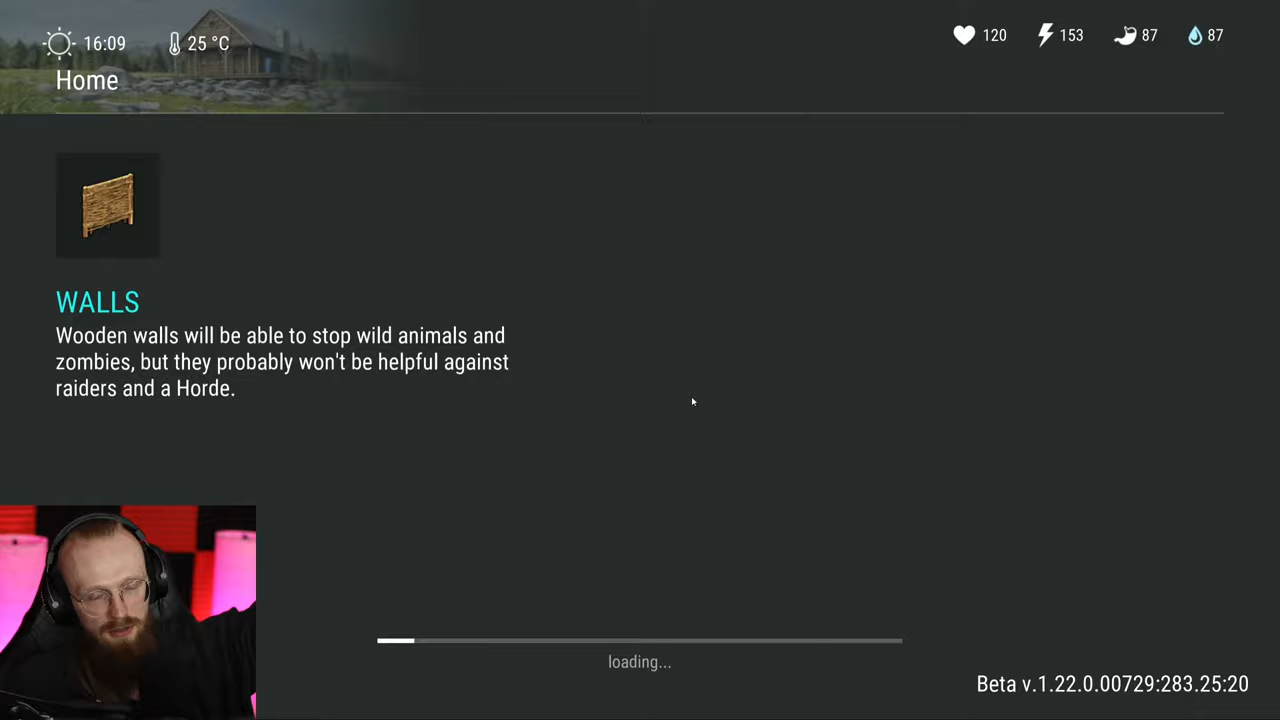 16:09 25 °C 120 153 87 87
Home
WALLS
Wooden walls will be able to stop wild animals and
zombies, but they probably won't be helpful against
raiders and a Horde.
loading...
Beta v.1.22.0.00729:283.25:20